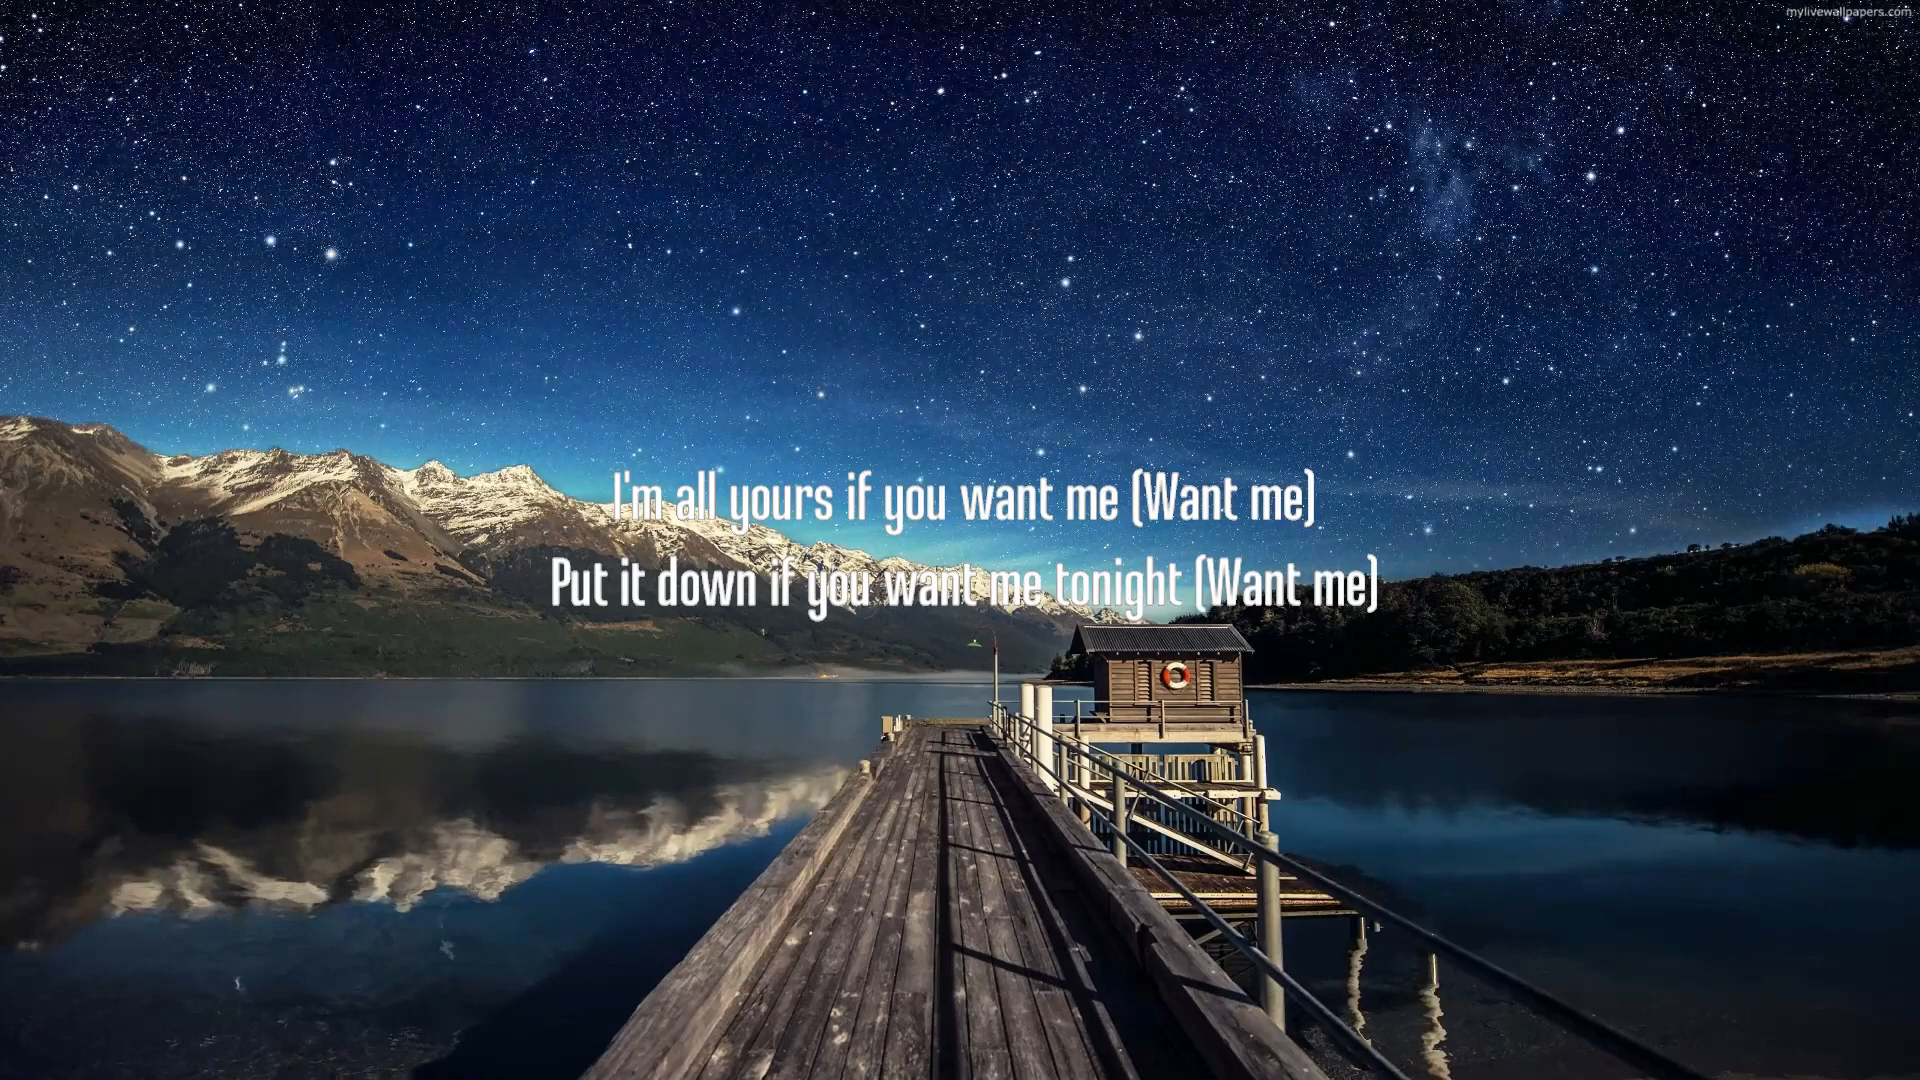 mylivewallpapers.com
I'm all yours if you want me (Want me)
Put it down if you want me tonight (Want me)